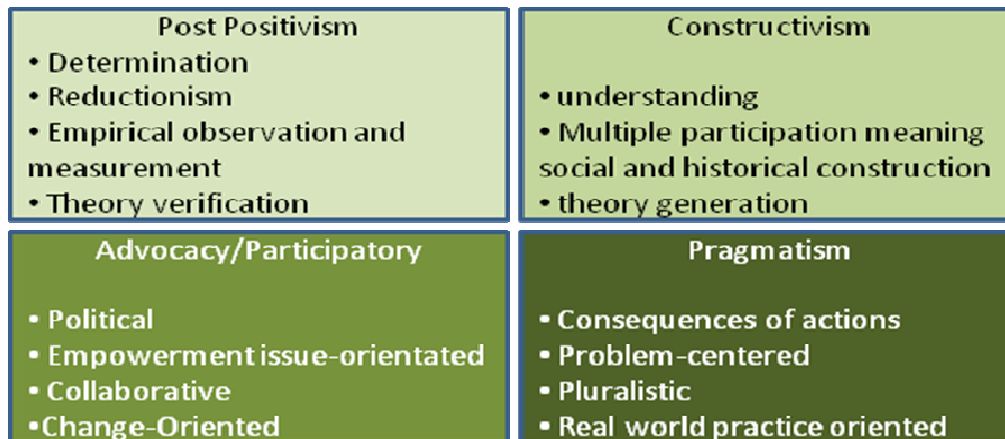 Post Positivism
• Determination
• Reductionism
• Empirical observation and
measurement
• Theory verification
Constructivism
• understanding
• Multiple participation meaning
social and historical construction
• theory generation
Advocacy/Participatory
• Political
• Empowerment issue-orientated
• Collaborative
•Change-Oriented
Pragmatism
• Consequences of actions
• Problem-centered
• Pluralistic
• Real world practice oriented